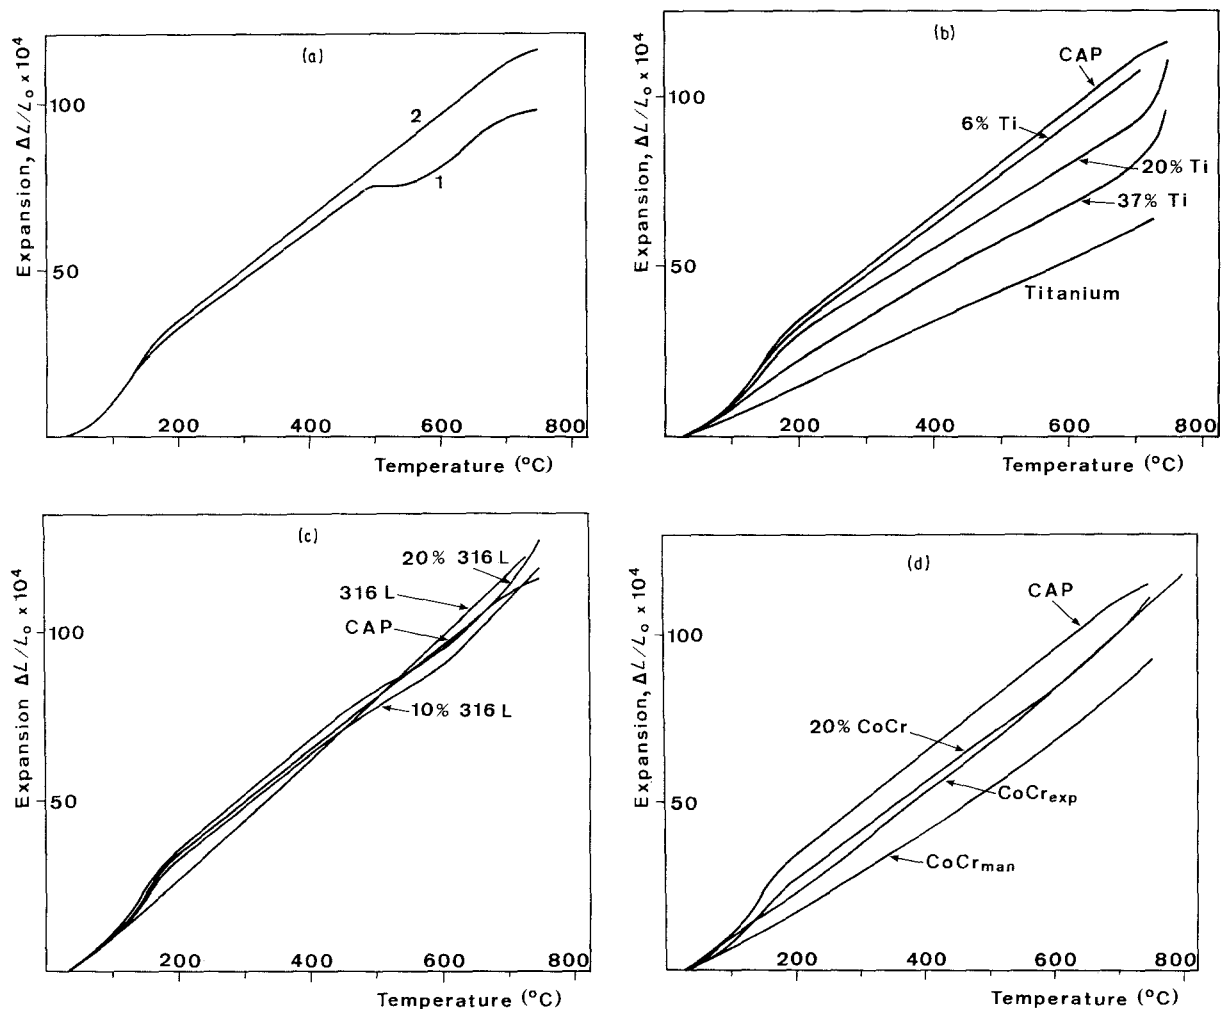 (a)
Expansion, ΔL/L₀ x 10⁴
100
50
2
1
200 400 600 800
Temperature (°C)
(b)
Expansion, ΔL/L₀ x 10⁴
CAP
100
6% Ti
20% Ti
37% Ti
50
Titanium
200 400 600 800
Temperature (°C)
(c)
Expansion ΔL/L₀ x 10⁴
20% 316 L
316 L
CAP
100
10% 316 L
50
200 400 600 800
Temperature (°C)
(d)
Expansion, ΔL/L₀ x 10⁴
CAP
100
20% CoCr
50
CoCrexp
CoCrman
200 400 600 800
Temperature (°C)